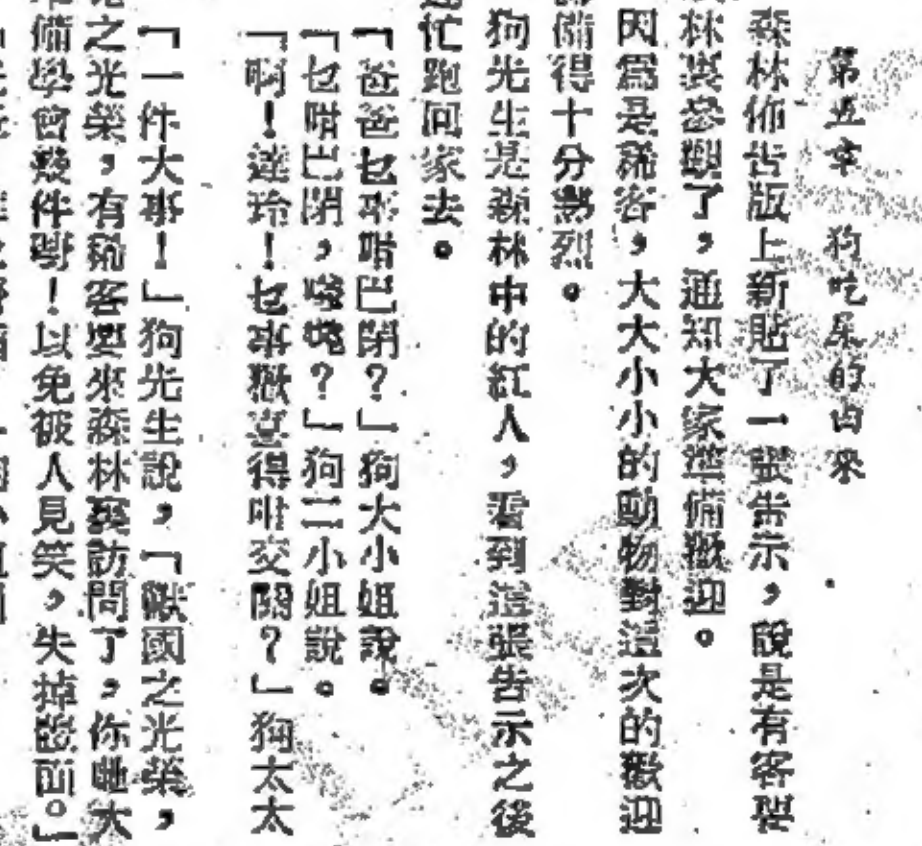 第五章　狗吃屎的由來
森林佈告版上新貼了一張告示，說是有客要
林裏參觀了，通知大家準備歡迎。
因為是稀客，大大小小的動物對這次的歡迎
備得十分熱烈。
狗先生是森林中的紅人，看到這張告示之後
忙跑回家去。
「爸爸乜事咁巴閉？」狗大小姐說。
「乜咁巴閉，？」狗二小姐說。
「啊！達玲！乜事猴得咁交關？」狗太太
「一件大事！」狗先生說，「獸國之光榮，
之光榮，有稀客要來森林裏訪問了，你哋大
備學會幾件嘢！以免被人見笑，失掉體面。」